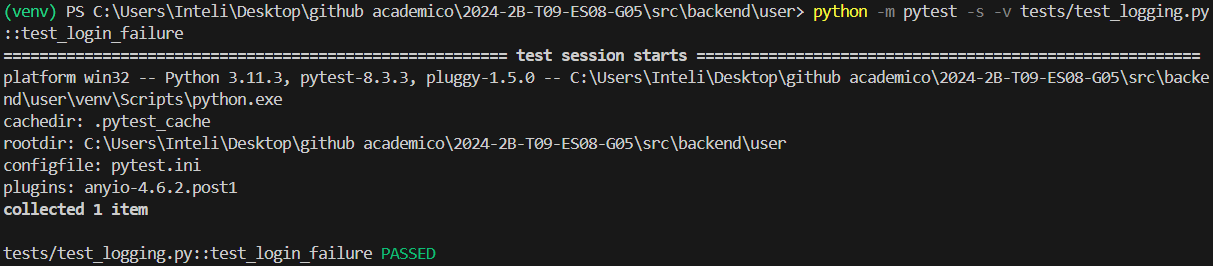 (venv) PS C:\Users\Inteli\Desktop\github academico\2024-2B-T09-ES08-G05\src\backend\user> python -m pytest -s -v tests/test_logging.py
::test_login_failure
================================================== test session starts ==================================================
platform win32 -- Python 3.11.3, pytest-8.3.3, pluggy-1.5.0 -- C:\Users\Inteli\Desktop\github academico\2024-2B-T09-ES08-G05\src\backe
nd\user\venv\Scripts\python.exe
cachedir: .pytest_cache
rootdir: C:\Users\Inteli\Desktop\github academico\2024-2B-T09-ES08-G05\src\backend\user
configfile: pytest.ini
plugins: anyio-4.6.2.post1
collected 1 item
tests/test_logging.py::test_login_failure PASSED